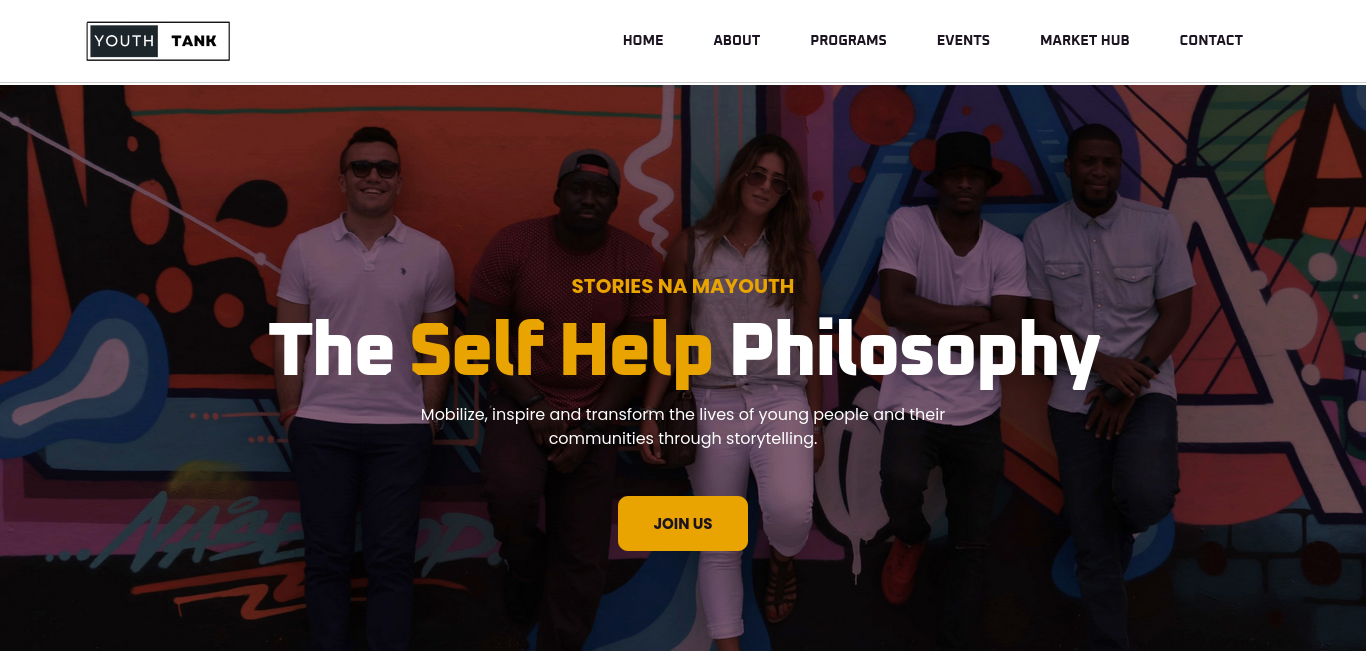 YOUTH TANK
HOME ABOUT PROGRAMS EVENTS MARKET HUB CONTACT
STORIES NA MAYOUTH
The Self Help Philosophy
Mobilize, inspire and transform the lives of young people and their
communities through storytelling.
JOIN US